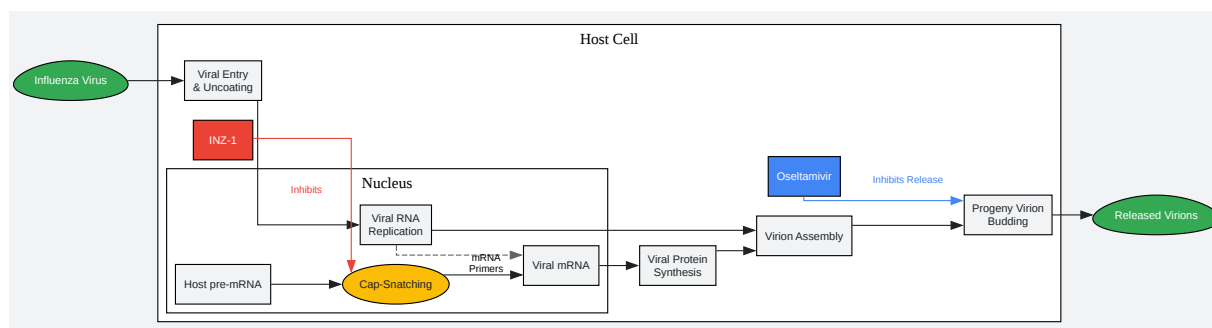 Host Cell
Influenza Virus
Viral Entry
& Uncoating
INZ-1
Inhibits
Nucleus
Oseltamivir
Inhibits Release
Viral RNA
Replication
Progeny Virion
Budding
Released Virions
Virion Assembly
mRNA
Primers
Viral mRNA
Viral Protein
Synthesis
Host pre-mRNA
Cap-Snatching